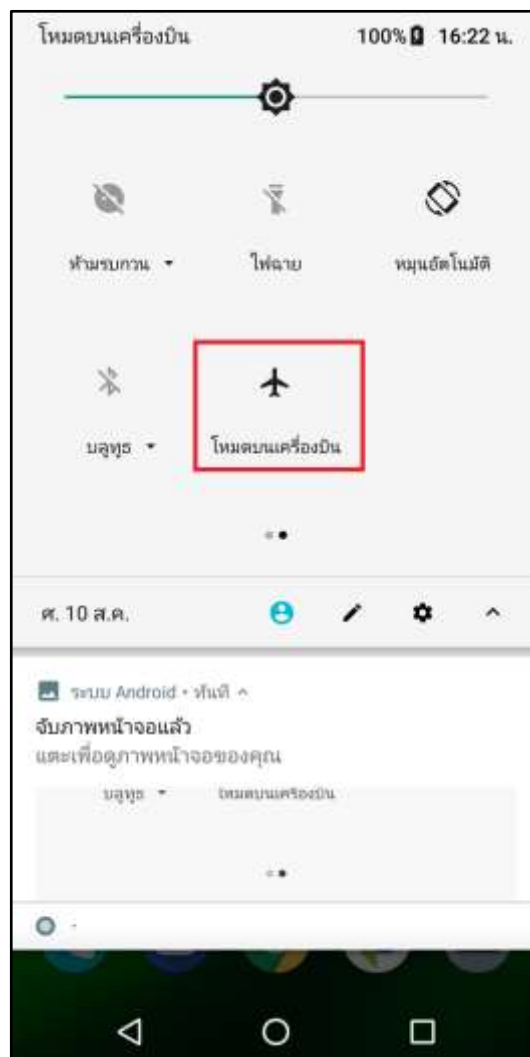 โหมดบนเครื่องบิน 100% 16:22 น.
ห้ามรบกวน ไฟฉาย หมุนอัตโนมัติ
บลูทูธ โหมดบนเครื่องบิน
ศ. 10 ส.ค.
ระบบ Android • ทันที
จับภาพหน้าจอแล้ว
แตะเพื่อดูภาพหน้าจอของคุณ
บลูทูธ โหมดบนเครื่องบิน